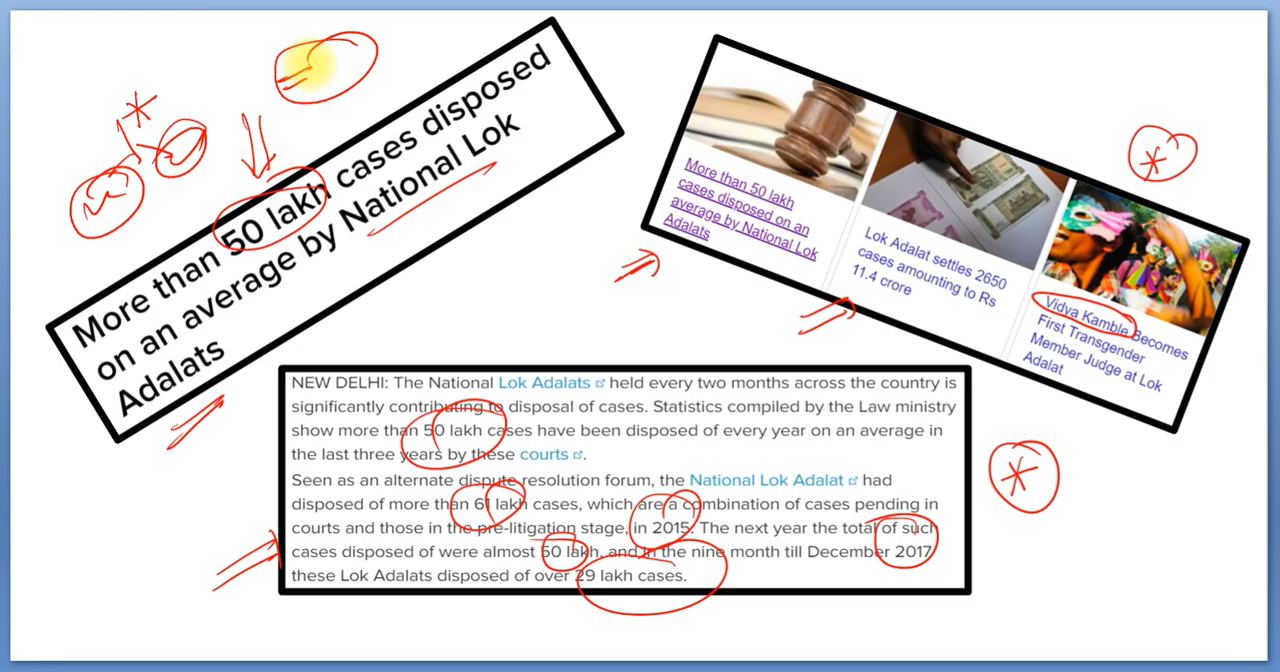 More than 50 lakh cases disposed
on an average by National Lok
Adalats
More than 50 lakh
cases disposed on an
average by National Lok
Adalats
Lok Adalat settles 2650
cases amounting to Rs
11.4 crore
Vidya Kamble Becomes
First Transgender
Member Judge at Lok
Adalat
NEW DELHI: The National Lok Adalats held every two months across the country is
significantly contributing to disposal of cases. Statistics compiled by the Law ministry
show more than 50 lakh cases have been disposed of every year on an average in
the last three years by these courts.
Seen as an alternate dispute resolution forum, the National Lok Adalat had
disposed of more than 61 lakh cases, which are a combination of cases pending in
courts and those in the pre-litigation stage, in 2015. The next year the total of such
cases disposed of were almost 50 lakh, and in the nine month till December 2017,
these Lok Adalats disposed of over 29 lakh cases.